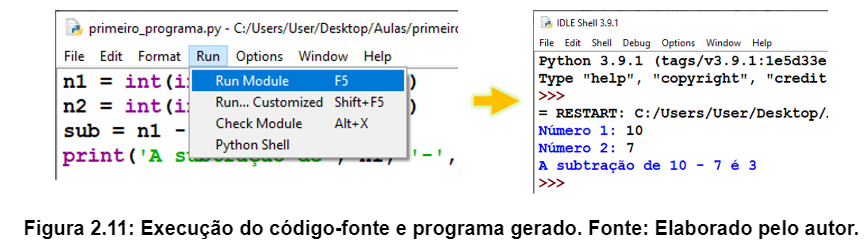 primeiro_programa.py - C:/Users/User/Desktop/Aulas/primeiro
File Edit Format Run Options Window Help
n1 = int(i )
n2 = int(i )
sub = n1 -
print('A n1, '-',
Run Module F5
Run... Customized Shift+F5
Check Module Alt+X
Python Shell
IDLE Shell 3.9.1
File Edit Shell Debug Options Window Help
Python 3.9.1 (tags/v3.9.1:1e5d33e
Type "help", "copyright", "credit
>>>
= RESTART: C:/Users/User/Desktop/
Número 1: 10
Número 2: 7
A subtração de 10 - 7 é 3
>>>
Figura 2.11: Execução do código-fonte e programa gerado. Fonte: Elaborado pelo autor.